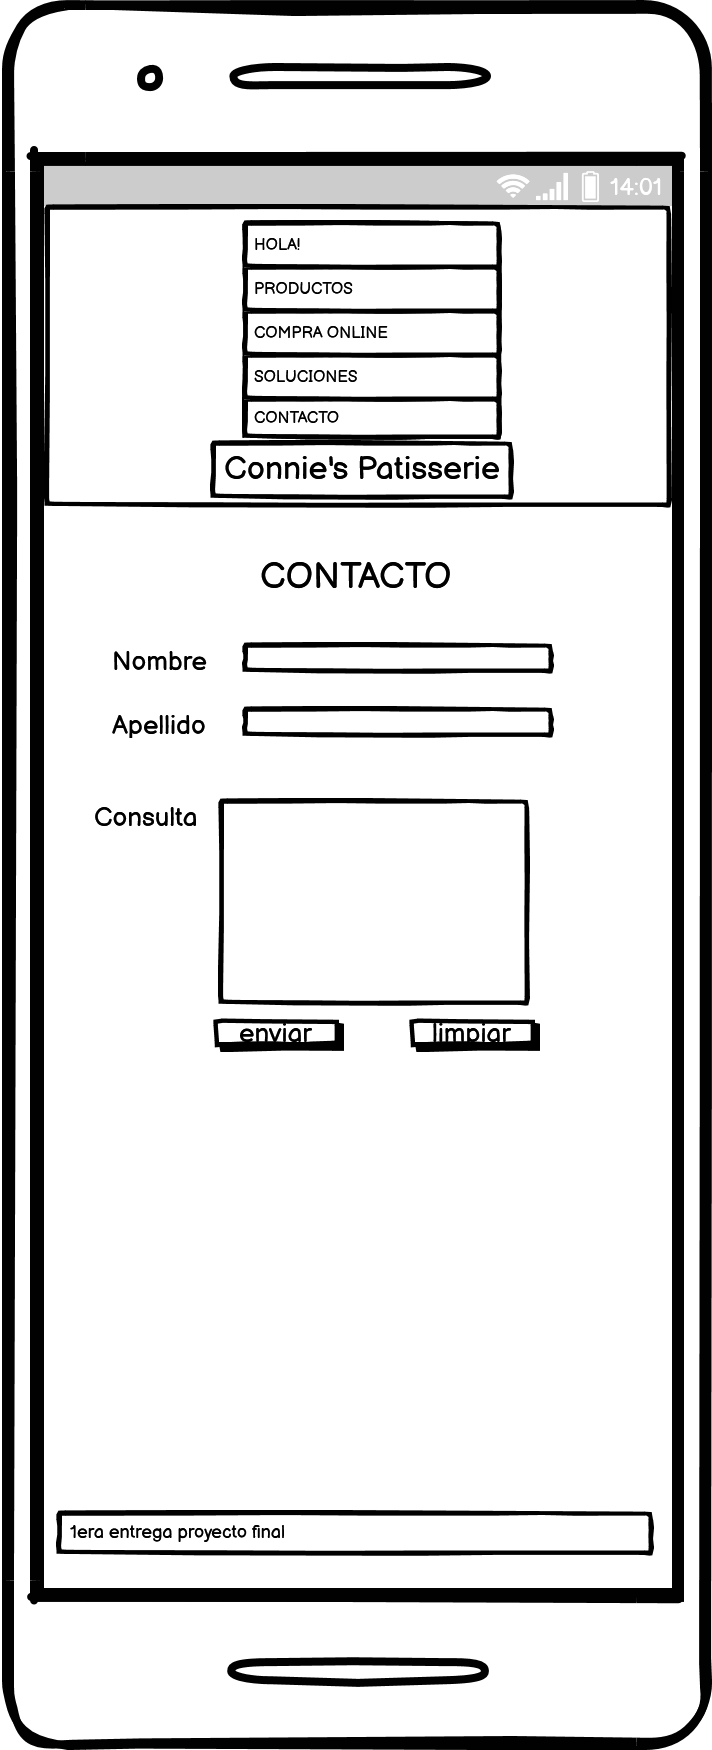 14:01
HOLA!
PRODUCTOS
COMPRA ONLINE
SOLUCIONES
CONTACTO
Connie's Patisserie
CONTACTO
Nombre
Apellido
Consulta
enviar
limpiar
1era entrega proyecto final